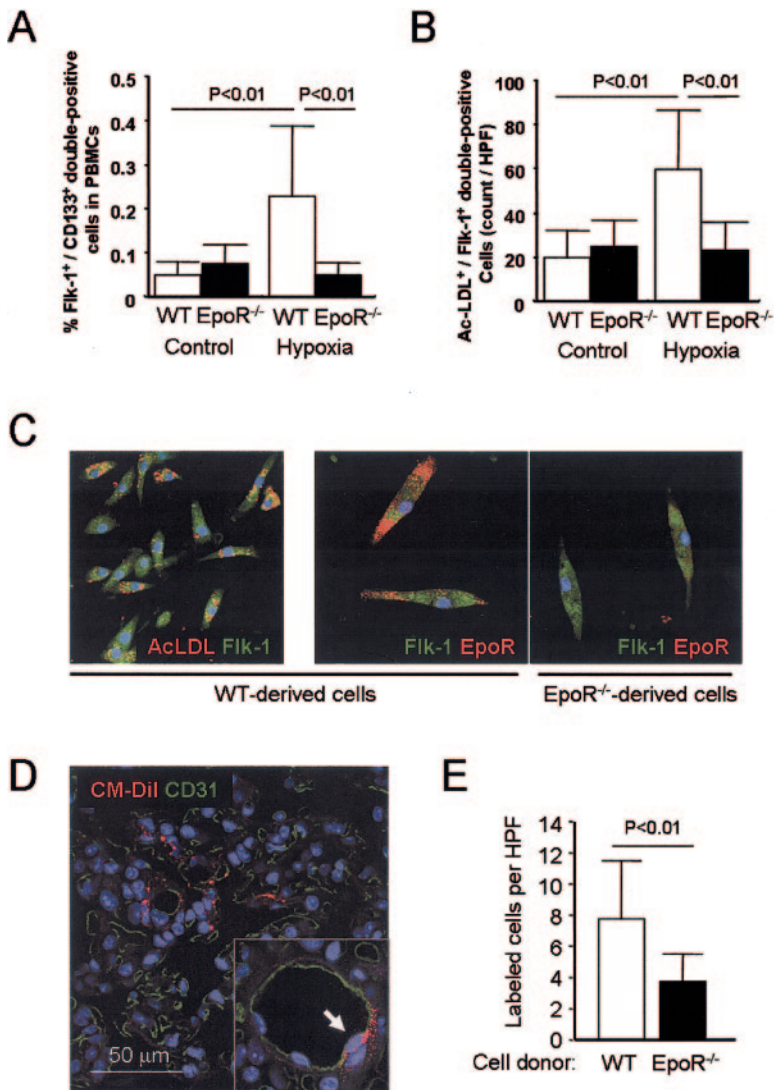 A
% Flk-1⁺ / CD133⁺ double-positive
cells in PBMCs
0.5
0.4
0.3
0.2
0.1
0
P<0.01
P<0.01
WT EpoR⁻/⁻
WT EpoR⁻/⁻
Control
Hypoxia
B
Ac-LDL⁺ / Flk-1⁺ double-positive
Cells (count / HPF)
100
80
60
40
20
0
P<0.01
P<0.01
WT EpoR⁻/⁻
WT EpoR⁻/⁻
Control
Hypoxia
C
AcLDL Flk-1
Flk-1 EpoR
Flk-1 EpoR
WT-derived cells
EpoR⁻/⁻-derived cells
D
CM-DiI CD31
50 µm
E
Labeled cells per HPF
14
12
10
8
6
4
2
0
P<0.01
Cell donor: WT EpoR⁻/⁻